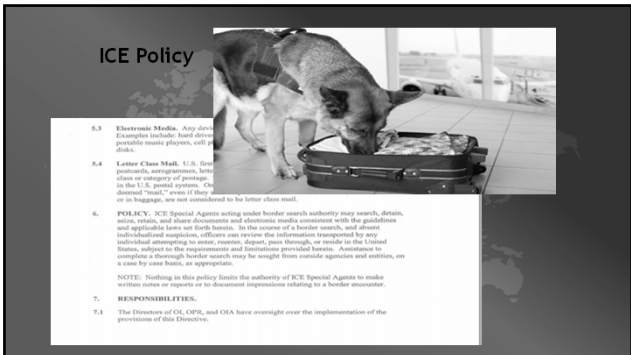 ICE Policy
5.3 Electronic Media. Any devi
Examples include: hard drive
portable music players, cell p
disks.
5.4 Letter Class Mail. U.S. first
postcards, aerogrammes, lette
class or category of postage.
in the U.S. postal system. On
deemed "mail," even if they a
or in baggage, are not considered to be letter class mail.
6. POLICY. ICE Special Agents acting under border search authority may search, detain,
seize, retain, and share documents and electronic media consistent with the guidelines
and applicable laws set forth herein. In the course of a border search, and absent
individualized suspicion, officers can review the information transported by any
individual attempting to enter, reenter, depart, pass through, or reside in the United
States, subject to the requirements and limitations provided herein. Assistance to
complete a thorough border search may be sought from outside agencies and entities, on
a case by case basis, as appropriate.
NOTE: Nothing in this policy limits the authority of ICE Special Agents to make
written notes or reports or to document impressions relating to a border encounter.
7. RESPONSIBILITIES.
7.1 The Directors of OI, OPR, and OIA have oversight over the implementation of the
provisions of this Directive.